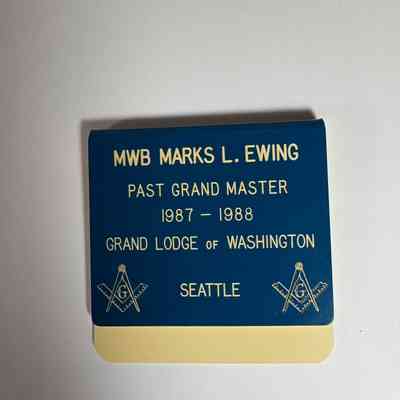 MWB MARKS L. EWING
PAST GRAND MASTER
1987 – 1988
GRAND LODGE OF WASHINGTON
G SEATTLE G